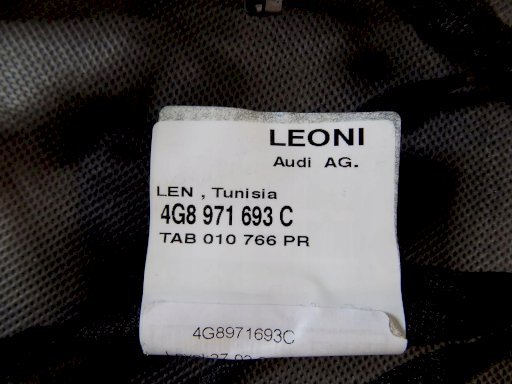 LEONI
Audi AG.
LEN , Tunisia
4G8 971 693 C
TAB 010 766 PR
4G8971693C